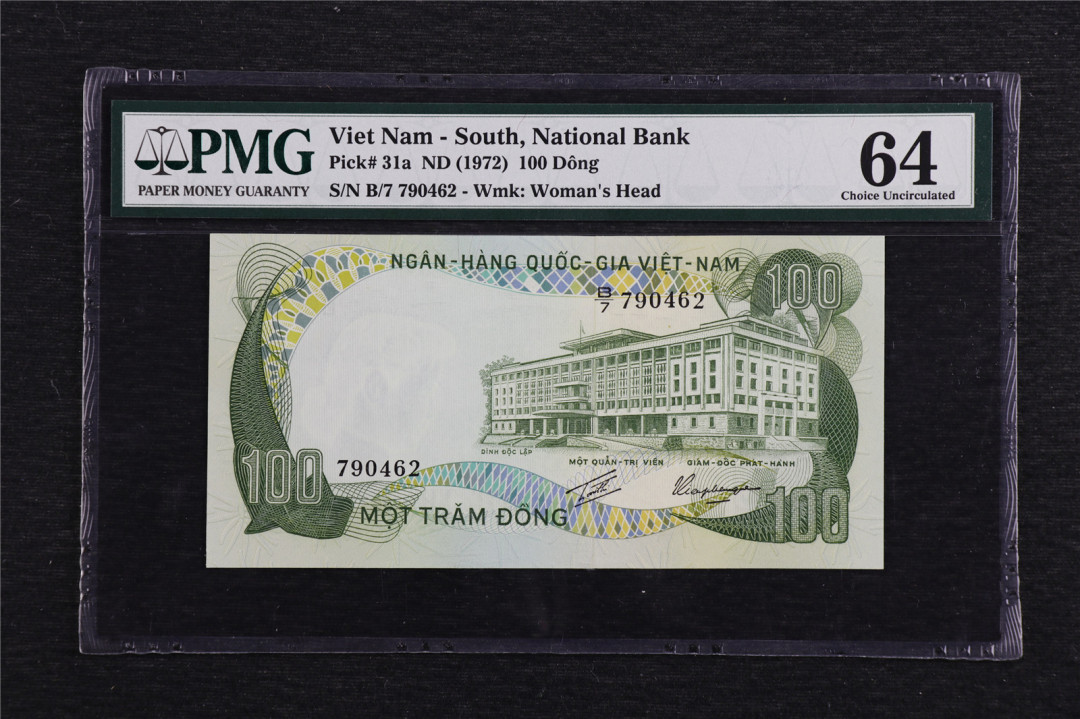 PMG
PAPER MONEY GUARANTY
Viet Nam - South, National Bank
Pick# 31a ND (1972) 100 Dông
S/N B/7 790462 - Wmk: Woman's Head
64
Choice Uncirculated
NGÂN-HÀNG QUỐC-GIA VIỆT-NAM
100
B/7 790462
DINH ĐỘC LẬP
MỘT QUẢN-TRỊ VIÊN
GIÁM-ĐỐC PHÁT-HÀNH
100
790462
MỘT TRĂM ĐỒNG
100